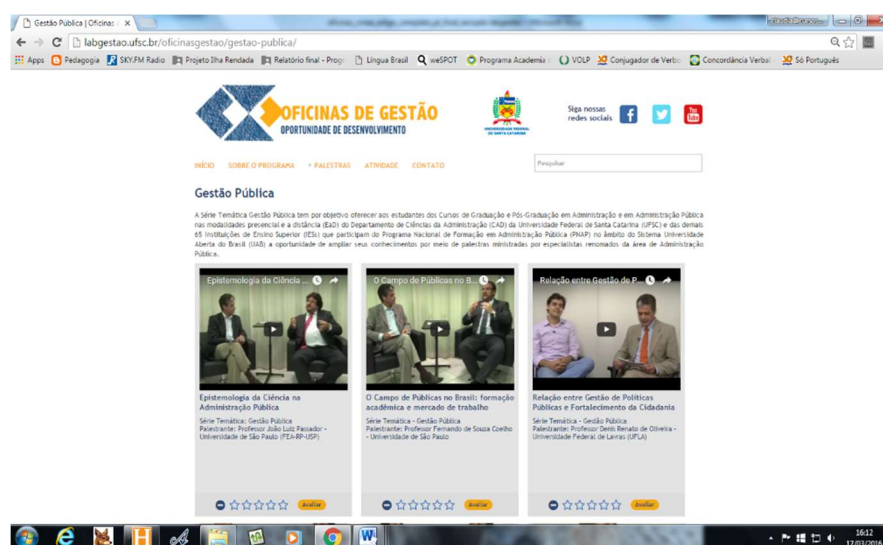 Gestão Pública | Oficinas
labgestao.ufsc.br/oficinasgestao/gestao-publica/
Apps Pedagogia SKY.FM Radio Projeto Ilha Rendada Relatório final - Prog Língua Brasil weSPOT Programa Academia VOLP Conjugador de Verbo Concordância Verbal Só Português
OFICINAS DE GESTÃO
OPORTUNIDADE DE DESENVOLVIMENTO
UNIVERSIDADE FEDERAL
DE SANTA CATARINA
Siga nossas
redes sociais
You
Tube
INÍCIO SOBRE O PROGRAMA + PALESTRAS ATIVIDADE CONTATO
Pesquisar
Gestão Pública
A Série Temática Gestão Pública tem por objetivo oferecer aos estudantes dos Cursos de Graduação e Pós-Graduação em Administração e em Administração Pública
nas modalidades presencial e a distância (EaD) do Departamento de Ciências da Administração (CAD) da Universidade Federal de Santa Catarina (UFSC) e das demais
65 Instituições de Ensino Superior (IESs) que participam do Programa Nacional de Formação em Administração Pública (PNAP) no âmbito do Sistema Universidade
Aberta do Brasil (UAB) a oportunidade de ampliar seus conhecimentos por meio de palestras ministradas por especialistas renomados da área de Administração
Pública.
Epistemologia da Ciência ...
O Campo de Públicas no B...
Relação entre Gestão de P...
Epistemologia da Ciência na
Administração Pública
Série Temática: Gestão Pública
Palestrante: Professor João Luiz Passador -
Universidade de São Paulo (FEA-RP-USP)
Avaliar
O Campo de Públicas no Brasil: formação
acadêmica e mercado de trabalho
Série Temática - Gestão Pública
Palestrante: Professor Fernando de Souza Coelho
- Universidade de São Paulo
Avaliar
Relação entre Gestão de Políticas
Públicas e Fortalecimento da Cidadania
Série Temática - Gestão Pública
Palestrante: Professor Denis Renato de Oliveira -
Universidade Federal de Lavras (UFLA)
Avaliar
16:12
17/03/2016